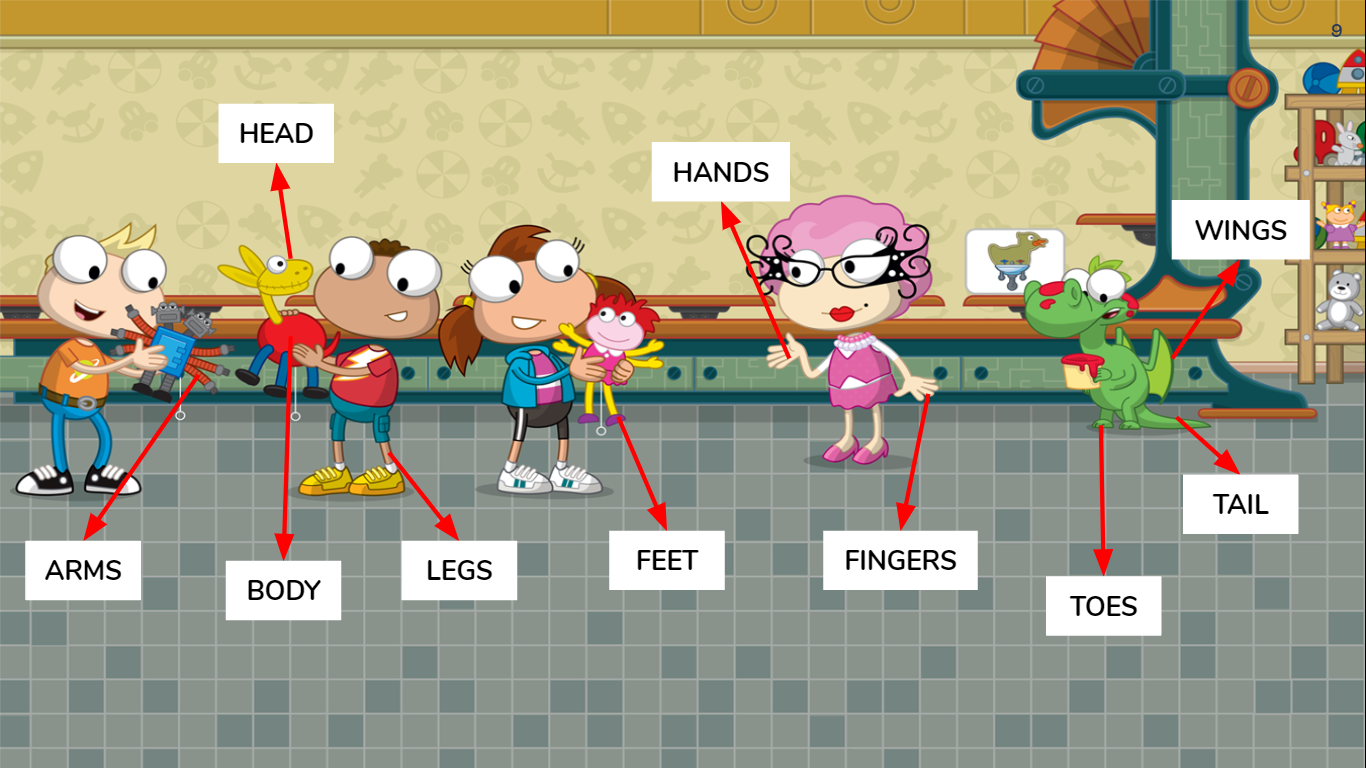 9
HEAD
HANDS
WINGS
ARMS
BODY
LEGS
FEET
FINGERS
TAIL
TOES